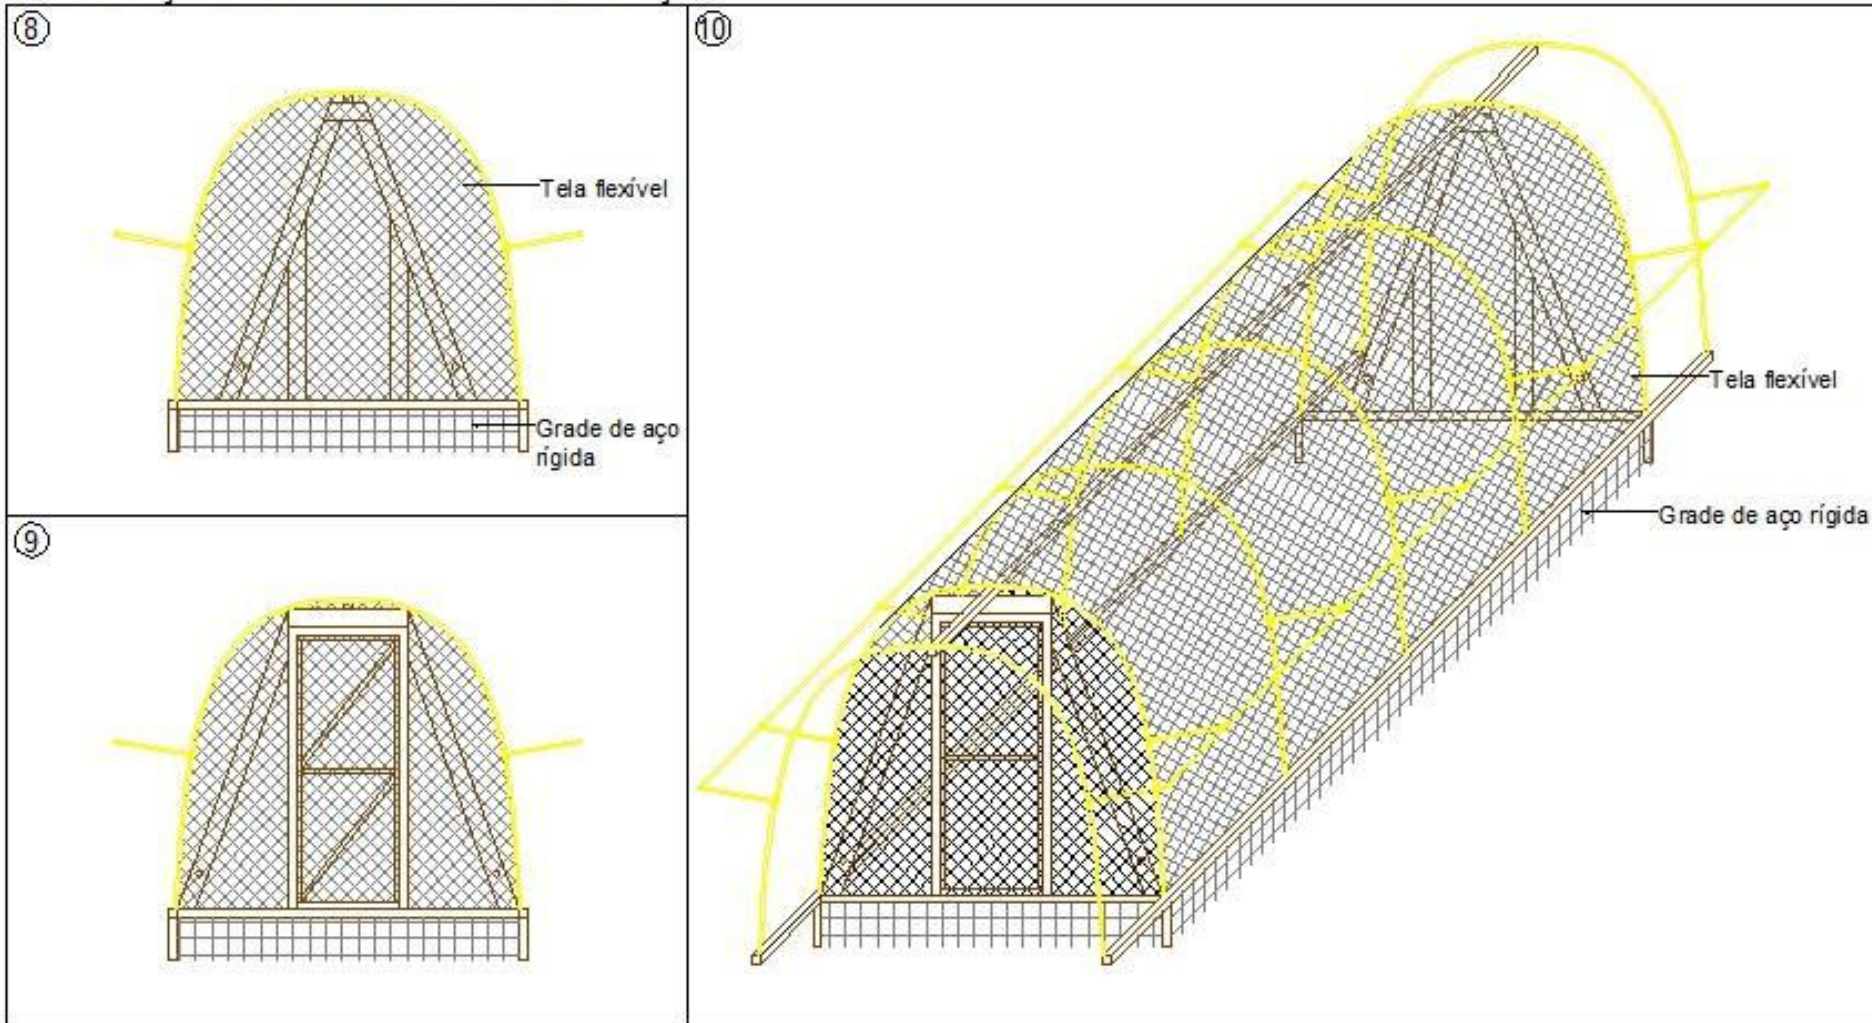 8
Tela flexível
Grade de aço
rígida
9
10
Tela flexível
Grade de aço rígida